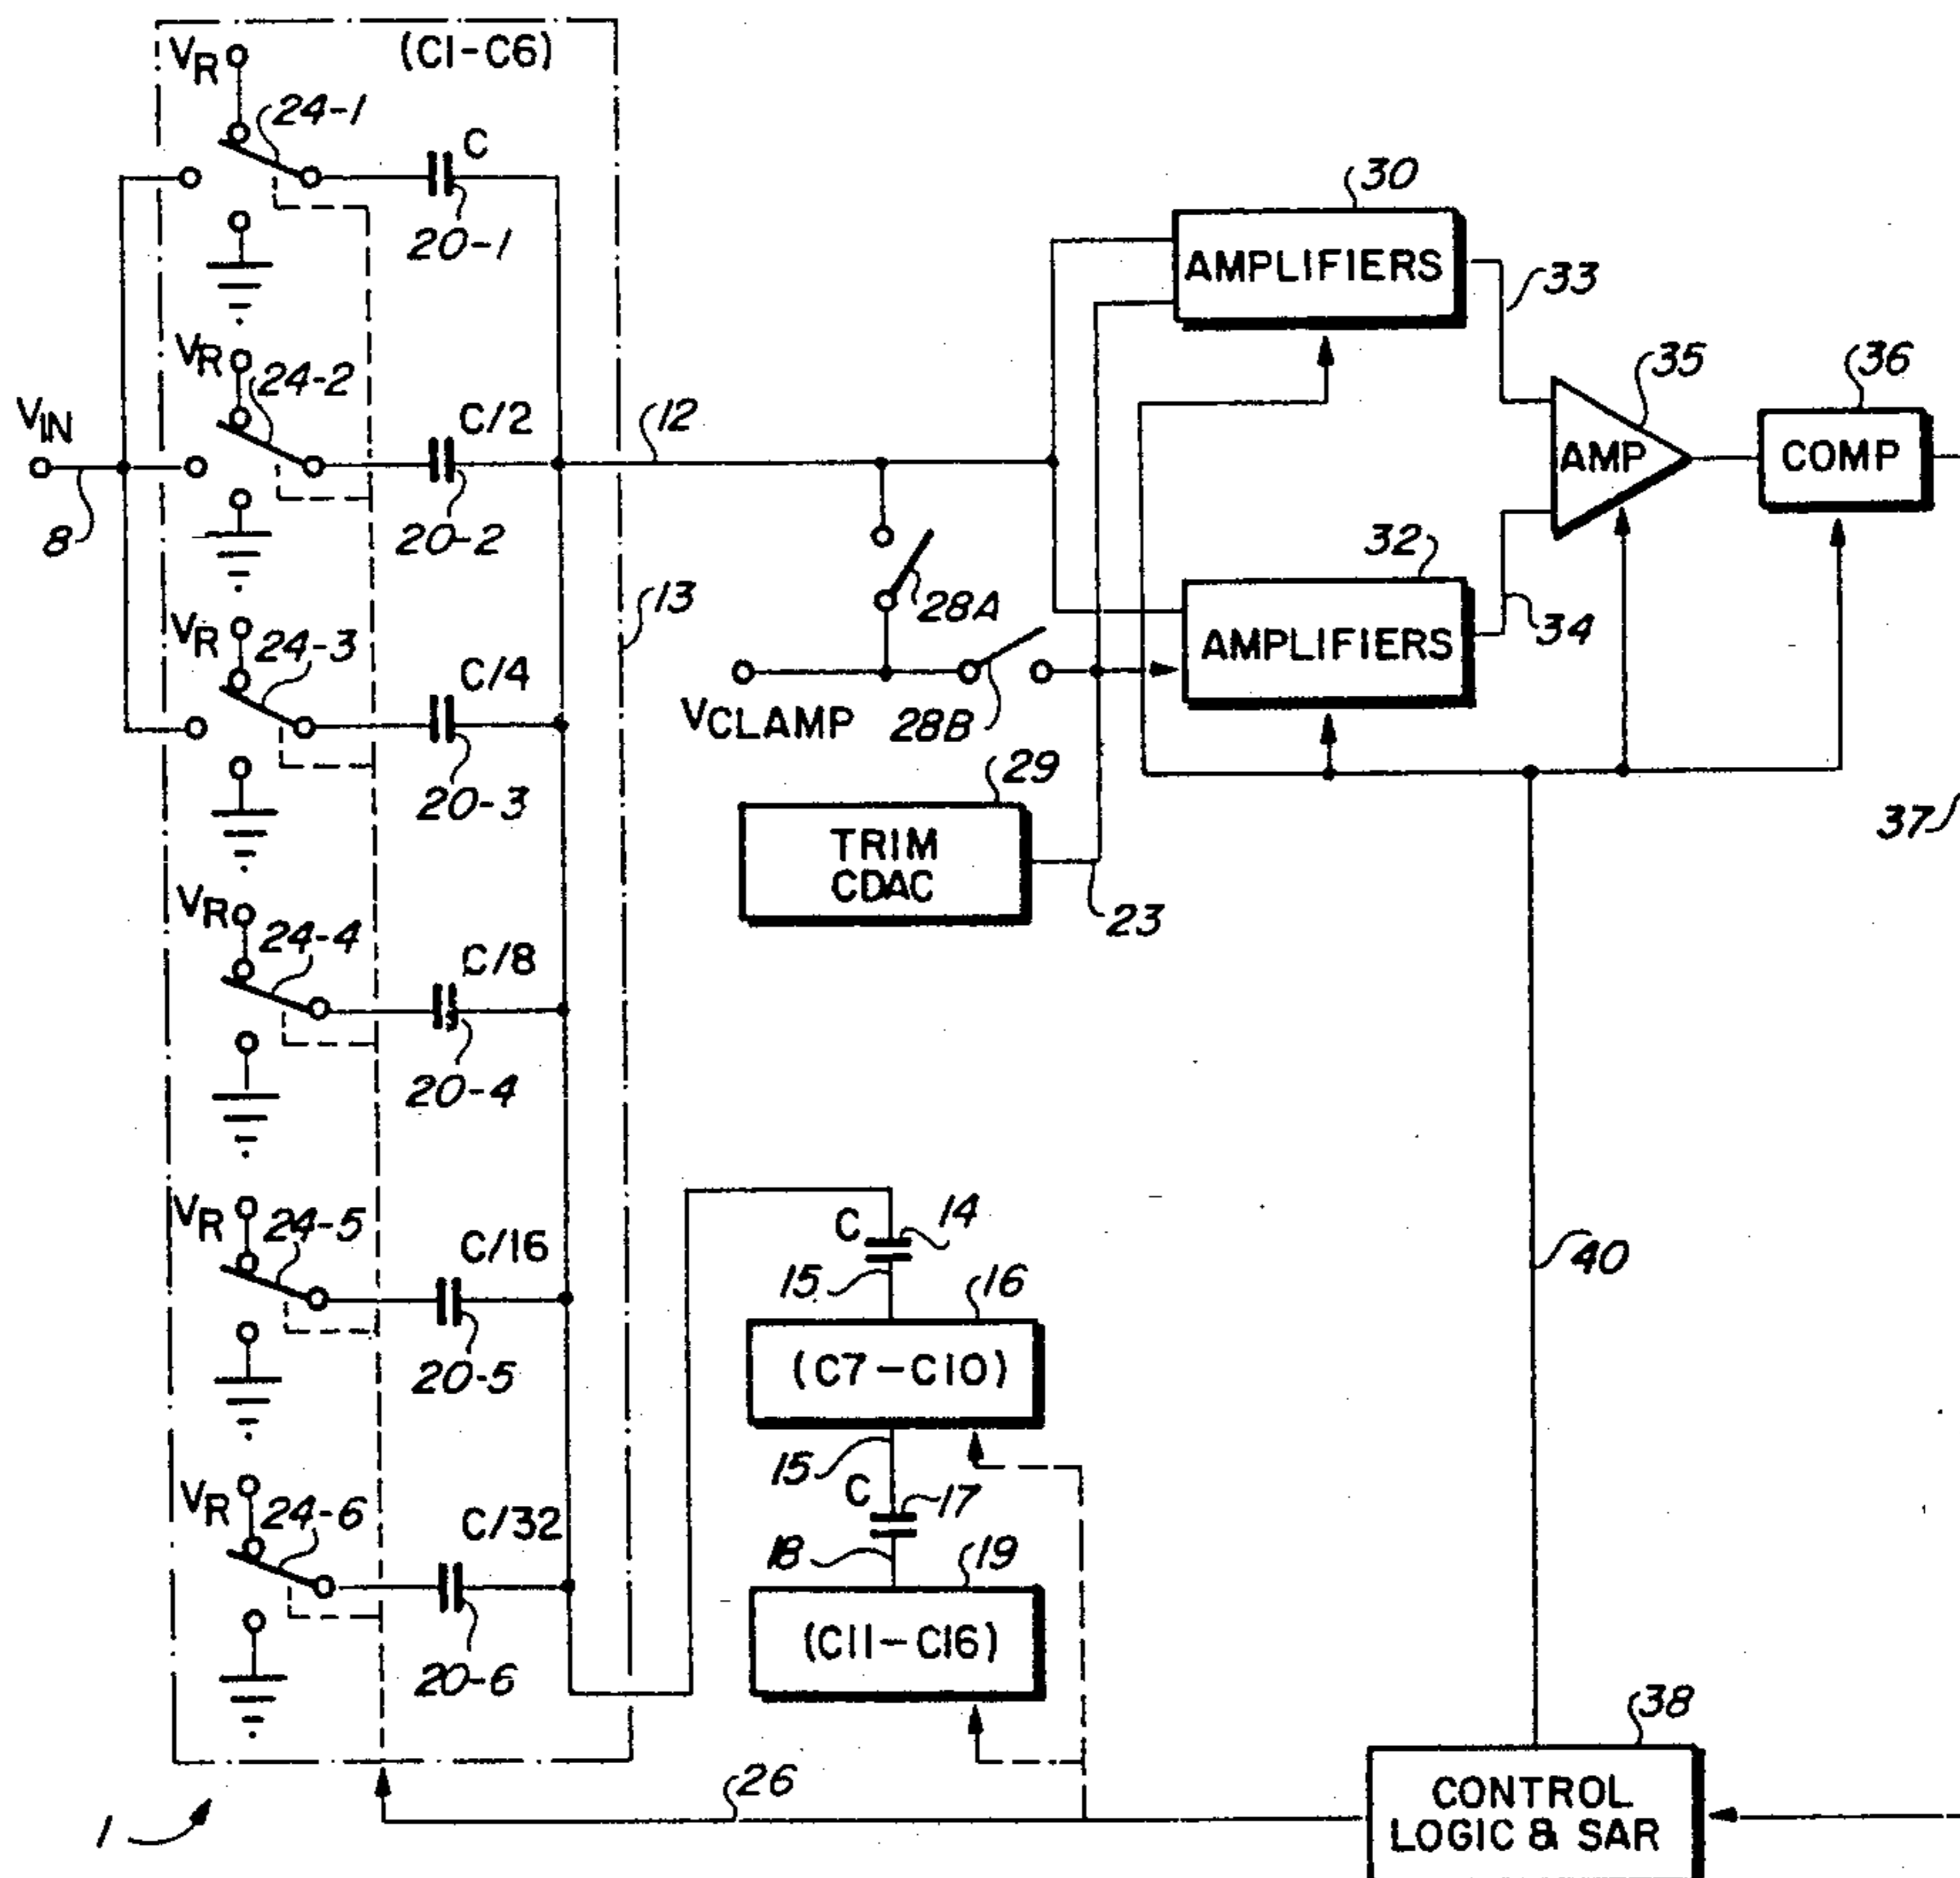 (C1-C6)
VR
24-1
C
20-1
30
AMPLIFIERS
33
VR
24-2
C/2
20-2
VIN
8
12
35
AMP
36
COMP
VR
24-3
C/4
20-3
13
28A
VCLAMP
28B
32
AMPLIFIERS
34
29
TRIM
CDAC
23
37
VR
24-4
C/8
20-4
VR
24-5
C/16
20-5
C
14
15
16
(C7-C10)
15
C
17
40
VR
24-6
C/32
20-6
18
19
(C11-C16)
38
CONTROL
LOGIC & SAR
26
1